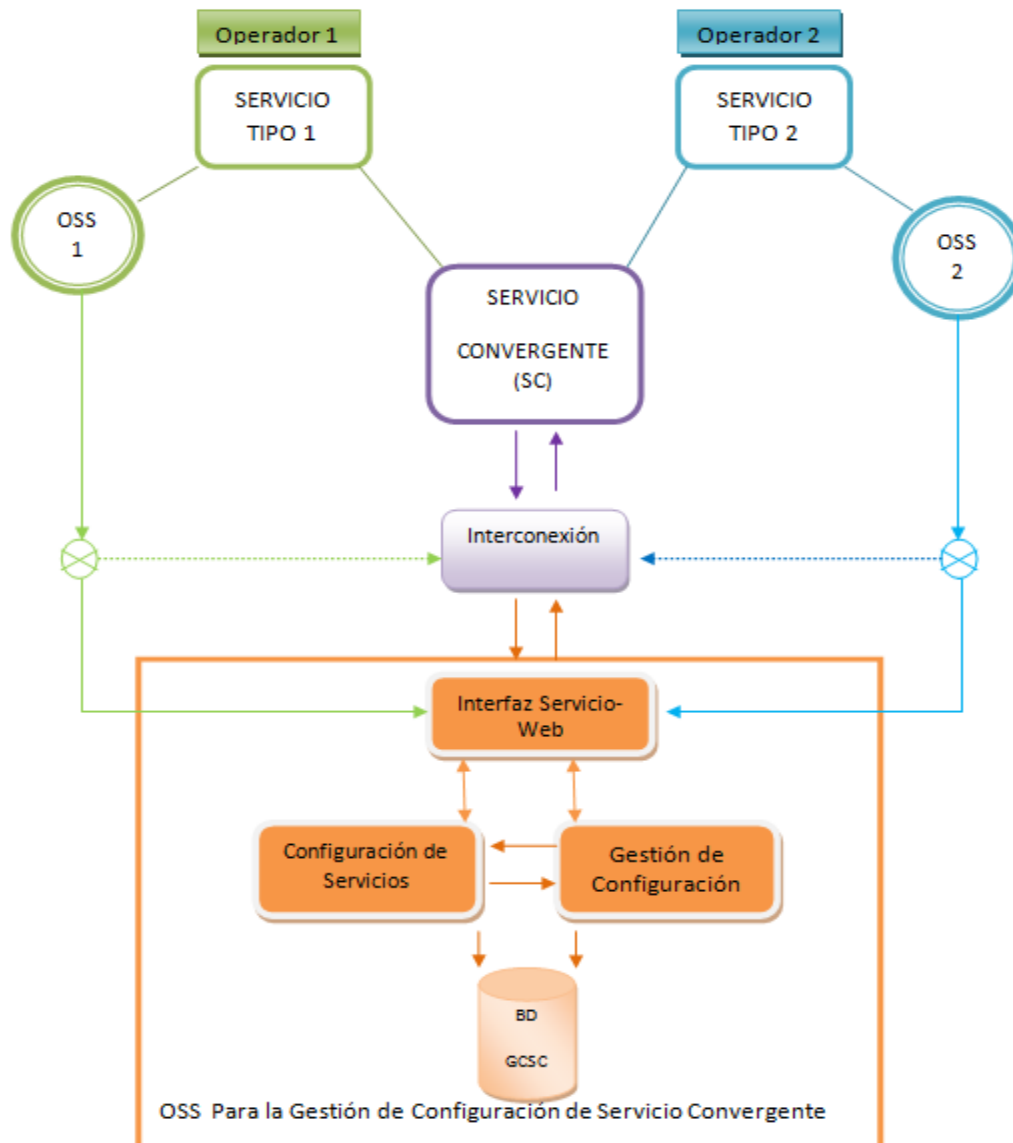 Operador 1
Operador 2
SERVICIO
TIPO 1
SERVICIO
TIPO 2
OSS
1
OSS
2
SERVICIO
CONVERGENTE
(SC)
Interconexión
Interfaz Servicio-
Web
Configuración de
Servicios
Gestión de
Configuración
BD
GCSC
OSS Para la Gestión de Configuración de Servicio Convergente